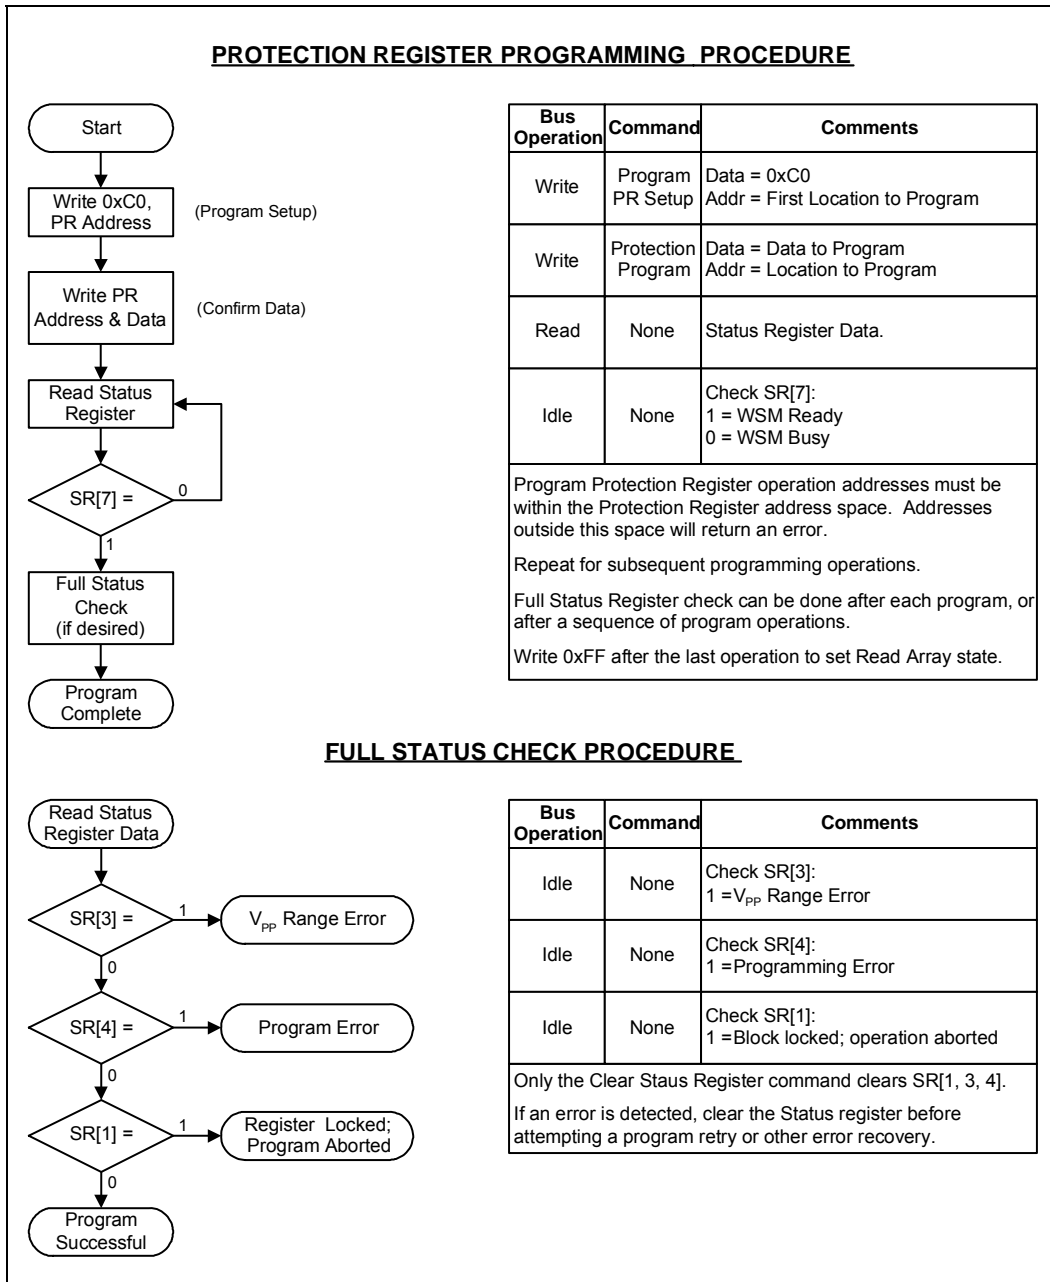 PROTECTION REGISTER PROGRAMMING PROCEDURE
Start
Write 0xC0,
PR Address
(Program Setup)
Write PR
Address & Data
(Confirm Data)
Read Status
Register
SR[7] =
0
1
Full Status
Check
(if desired)
Program
Complete
Bus
Operation
Command
Comments
Write
Program
PR Setup
Data = 0xC0
Addr = First Location to Program
Write
Protection
Program
Data = Data to Program
Addr = Location to Program
Read
None
Status Register Data.
Idle
None
Check SR[7]:
1 = WSM Ready
0 = WSM Busy
Program Protection Register operation addresses must be
within the Protection Register address space. Addresses
outside this space will return an error.
Repeat for subsequent programming operations.
Full Status Register check can be done after each program, or
after a sequence of program operations.
Write 0xFF after the last operation to set Read Array state.
FULL STATUS CHECK PROCEDURE
Read Status
Register Data
SR[3] =
1
VPP Range Error
0
SR[4] =
1
Program Error
0
SR[1] =
1
Register Locked;
Program Aborted
0
Program
Successful
Bus
Operation
Command
Comments
Idle
None
Check SR[3]:
1 =VPP Range Error
Idle
None
Check SR[4]:
1 =Programming Error
Idle
None
Check SR[1]:
1 =Block locked; operation aborted
Only the Clear Staus Register command clears SR[1, 3, 4].
If an error is detected, clear the Status register before
attempting a program retry or other error recovery.